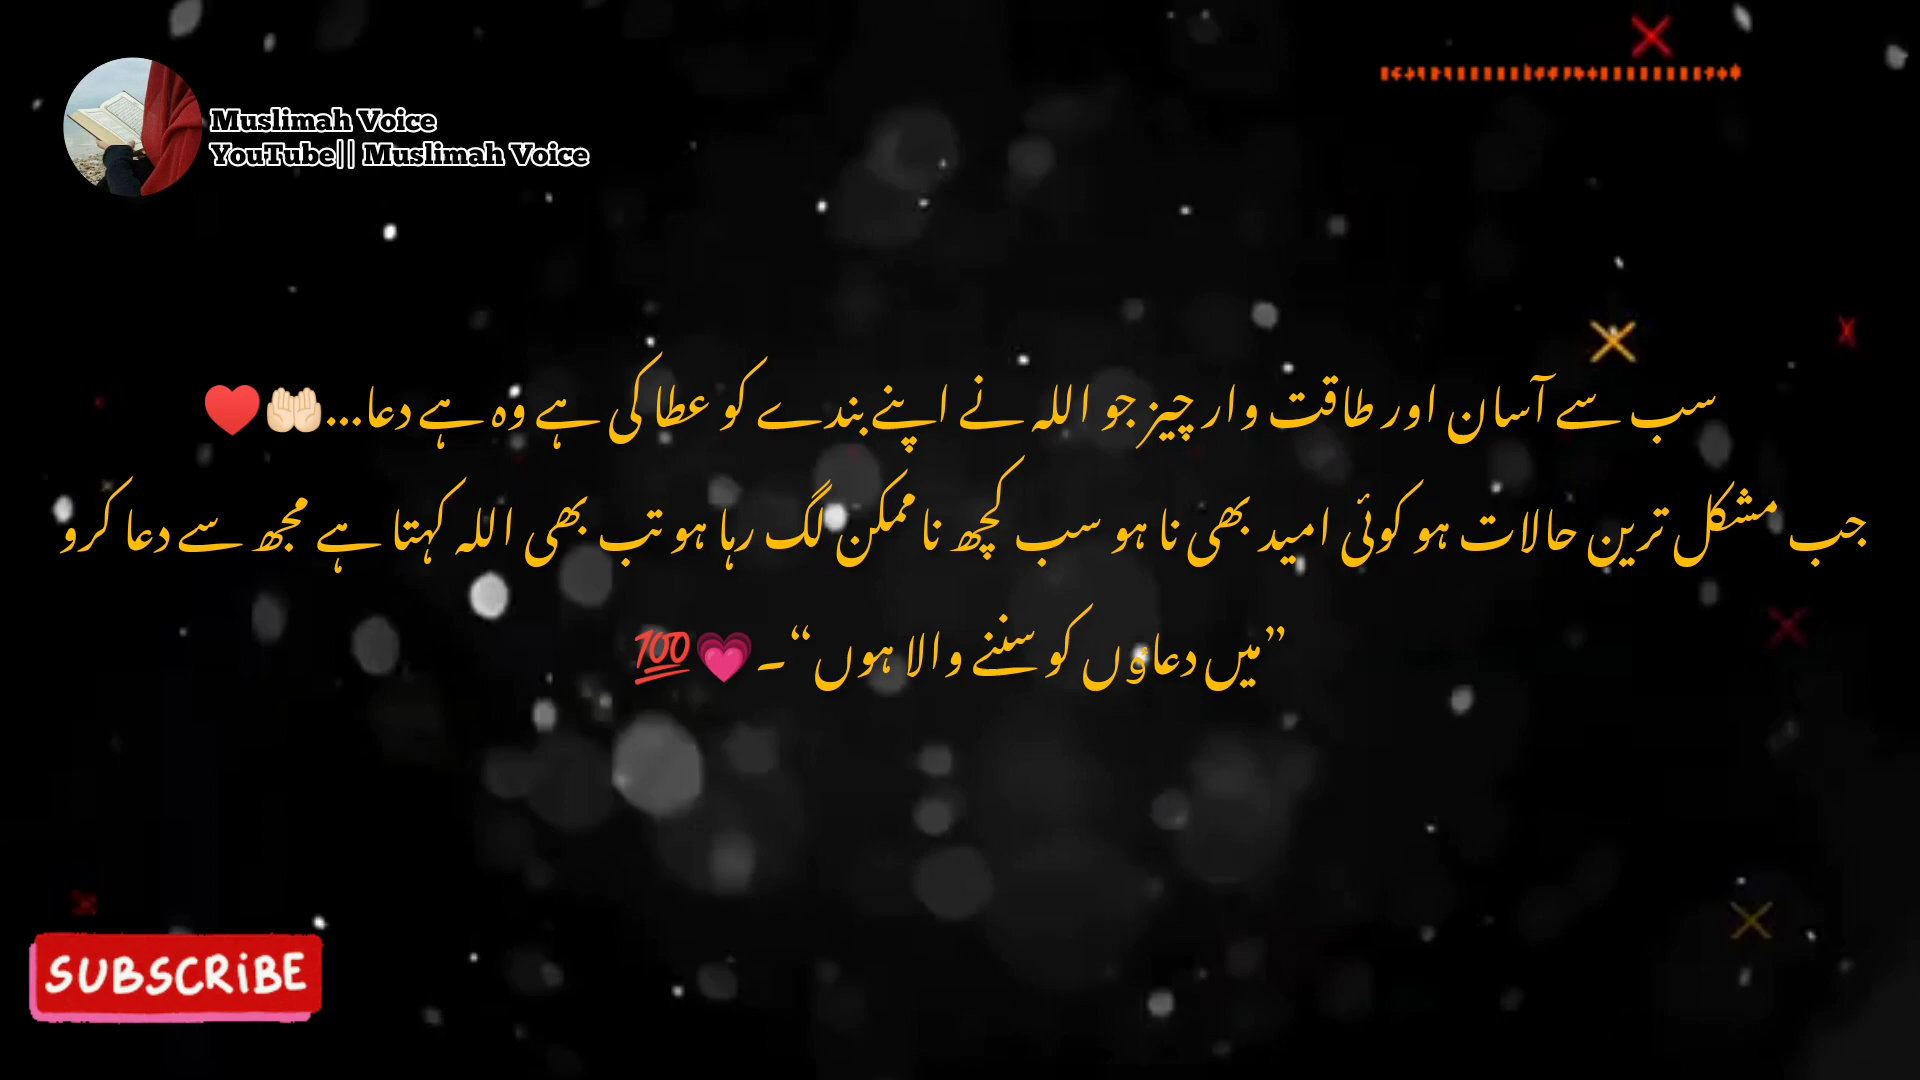 Muslimah Voice
YouTube|| Muslimah Voice
سب سے آسان اور طاقت وار چیز جو اللہ نے اپنے بندے کو عطا کی ہے وہ ہے دعا...🤲🏻♥️
جب مشکل ترین حالات ہو کوئی امید بھی نا ہو سب کچھ ناممکن لگ رہا ہو تب بھی اللہ کہتا ہے مجھ سے دعا کرو
”میں دعاؤں کو سننے والا ہوں“۔💗💯
SUBSCRIBE